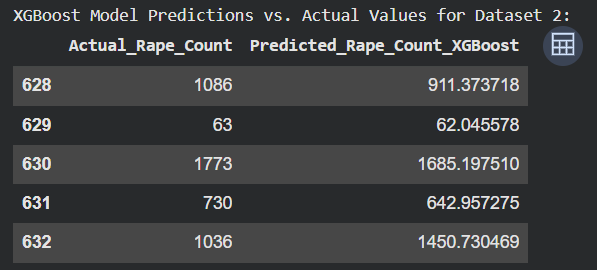 XGBoost Model Predictions vs. Actual Values for Dataset 2:
Actual_Rape_Count Predicted_Rape_Count_XGBoost
628 1086 911.373718
629 63 62.045578
630 1773 1685.197510
631 730 642.957275
632 1036 1450.730469